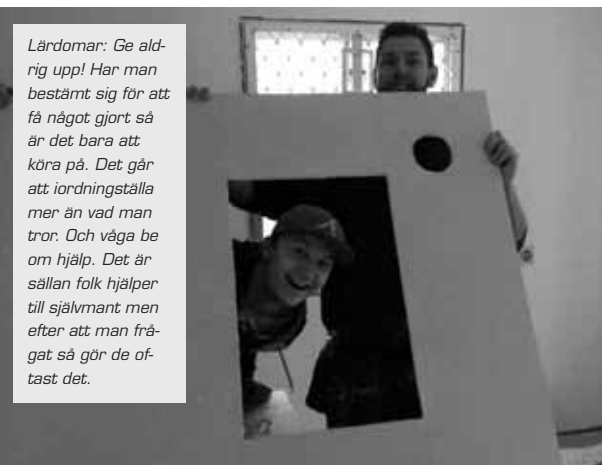 Lärdomar: Ge ald-
rig upp! Har man
bestämt sig för att
få något gjort så
är det bara att
köra på. Det går
att iordningställa
mer än vad man
tror. Och våga be
om hjälp. Det är
sällan folk hjälper
till självmant men
efter att man frå-
gat så gör de of-
tast det.